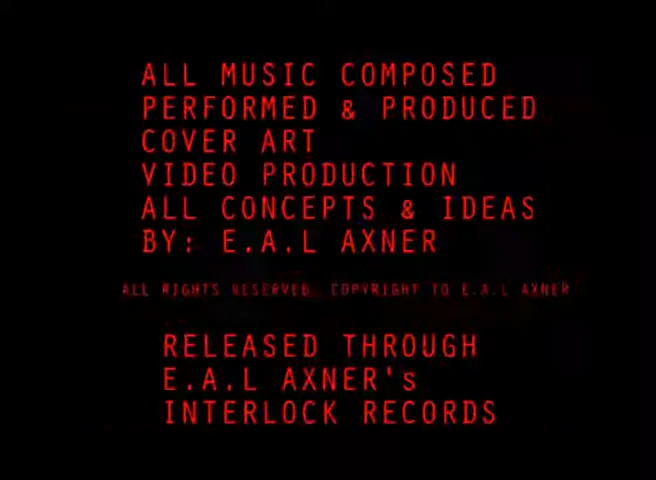 ALL MUSIC COMPOSED
PERFORMED & PRODUCED
COVER ART
VIDEO PRODUCTION
ALL CONCEPTS & IDEAS
BY: E.A.L AXNER
ALL RIGHTS RESERVED. COPYRIGHT TO E.A.L AXNER
RELEASED THROUGH
E.A.L AXNER's
INTERLOCK RECORDS